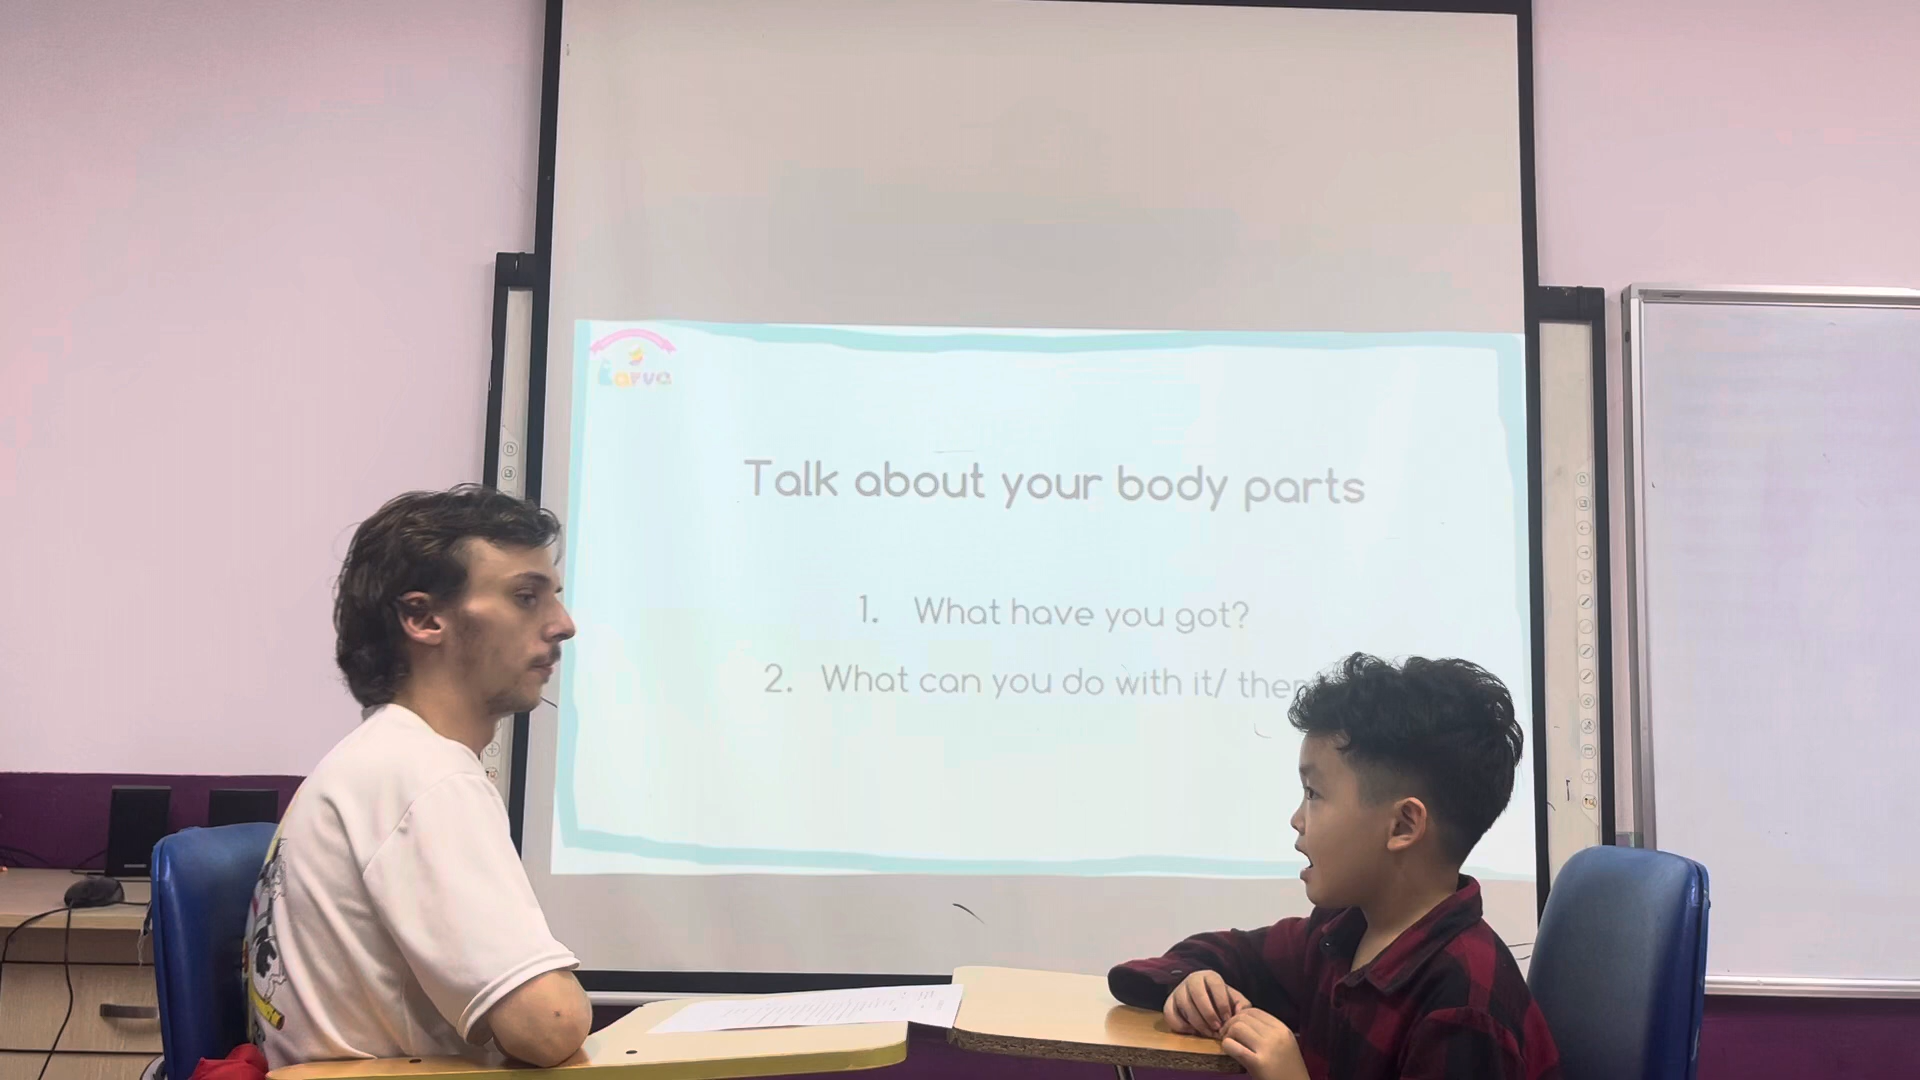 Talk about your body parts
1. What have you got?
2. What can you do with it/